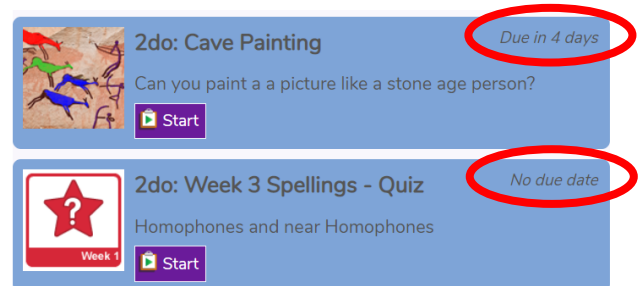 2do: Cave Painting
Due in 4 days
Can you paint a a picture like a stone age person?
Start
2do: Week 3 Spellings - Quiz
No due date
?
Week 1
Homophones and near Homophones
Start